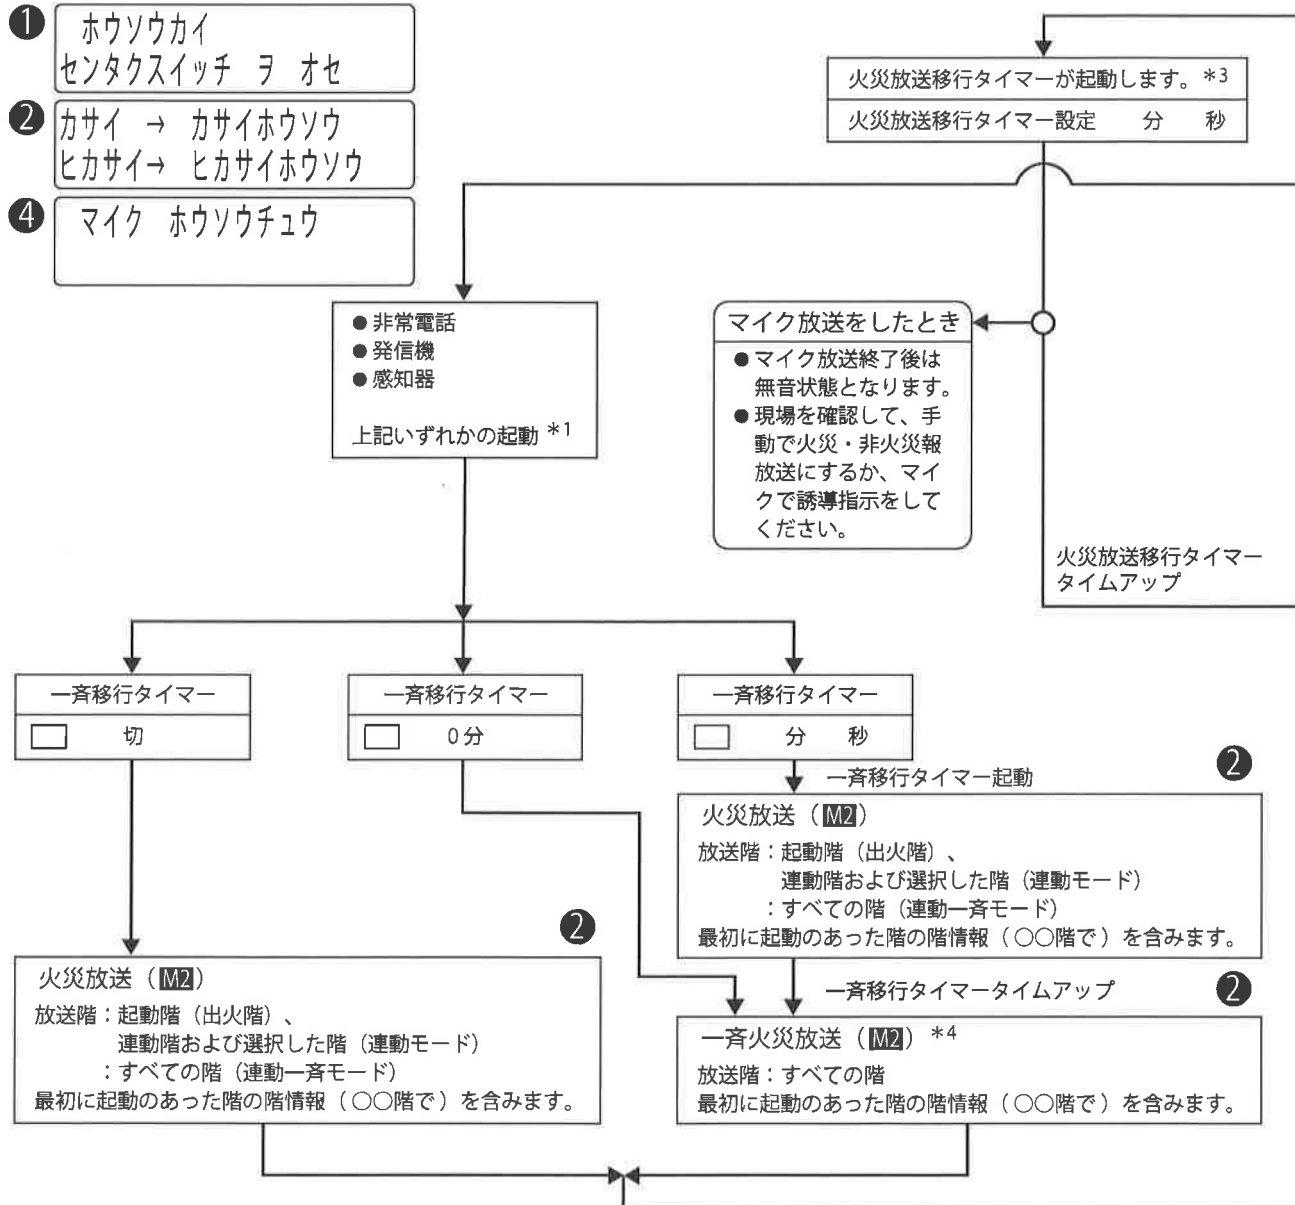 ❶
ホウソウカイ
センタクスイッチ ヲ オセ
❷
カサイ → カサイホウソウ
ヒカサイ→ ヒカサイホウソウ
❹
マイク ホウソウチュウ
火災放送移行タイマーが起動します。*3
火災放送移行タイマー設定 分 秒
●非常電話
●発信機
●感知器
上記いずれかの起動 *1
マイク放送をしたとき
●マイク放送終了後は
無音状態となります。
●現場を確認して、手
動で火災・非火災報
放送にするか、マイ
クで誘導指示をして
ください。
火災放送移行タイマー
タイムアップ
一斉移行タイマー
切
一斉移行タイマー
0分
一斉移行タイマー
分 秒
一斉移行タイマー起動
❷
火災放送(M2)
放送階:起動階(出火階)、
連動階および選択した階(連動モード)
:すべての階(連動一斉モード)
最初に起動のあった階の階情報(○○階で)を含みます。
❷
火災放送(M2)
放送階:起動階(出火階)、
連動階および選択した階(連動モード)
:すべての階(連動一斉モード)
最初に起動のあった階の階情報(○○階で)を含みます。
一斉移行タイマータイムアップ
❷
一斉火災放送(M2)*4
放送階:すべての階
最初に起動のあった階の階情報(○○階で)を含みます。